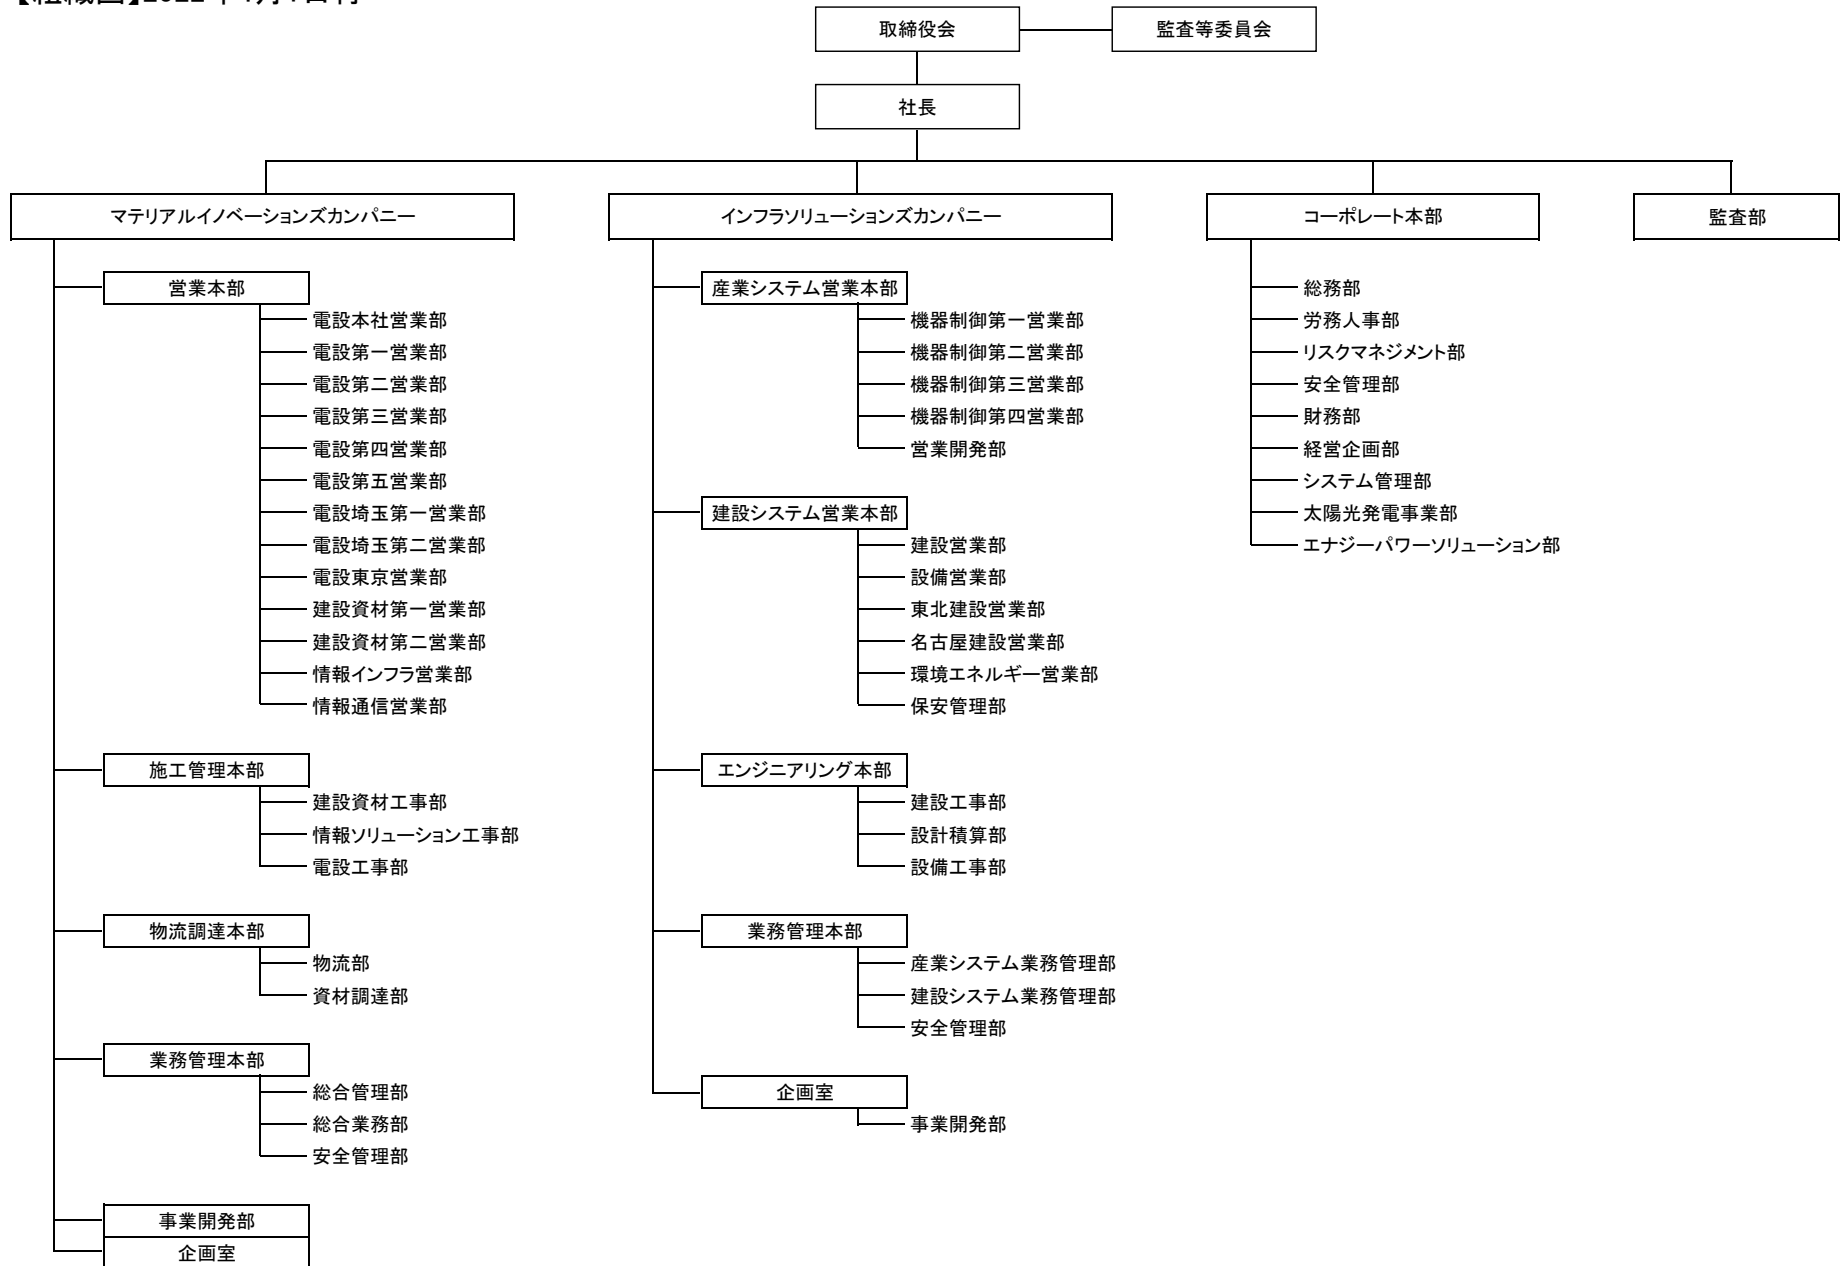 取締役会
監査等委員会
社長
マテリアルイノベーションズカンパニー
インフラソリューションズカンパニー
コーポレート本部
監査部
営業本部
電設本社営業部
電設第一営業部
電設第二営業部
電設第三営業部
電設第四営業部
電設第五営業部
電設埼玉第一営業部
電設埼玉第二営業部
電設東京営業部
建設資材第一営業部
建設資材第二営業部
情報インフラ営業部
情報通信営業部
施工管理本部
建設資材工事部
情報ソリューション工事部
電設工事部
物流調達本部
物流部
資材調達部
業務管理本部
総合管理部
総合業務部
安全管理部
事業開発部
企画室
産業システム営業本部
機器制御第一営業部
機器制御第二営業部
機器制御第三営業部
機器制御第四営業部
営業開発部
建設システム営業本部
建設営業部
設備営業部
東北建設営業部
名古屋建設営業部
環境エネルギー営業部
保安管理部
エンジニアリング本部
建設工事部
設計積算部
設備工事部
業務管理本部
産業システム業務管理部
建設システム業務管理部
安全管理部
企画室
事業開発部
総務部
労務人事部
リスクマネジメント部
安全管理部
財務部
経営企画部
システム管理部
太陽光発電事業部
エナジーパワーソリューション部